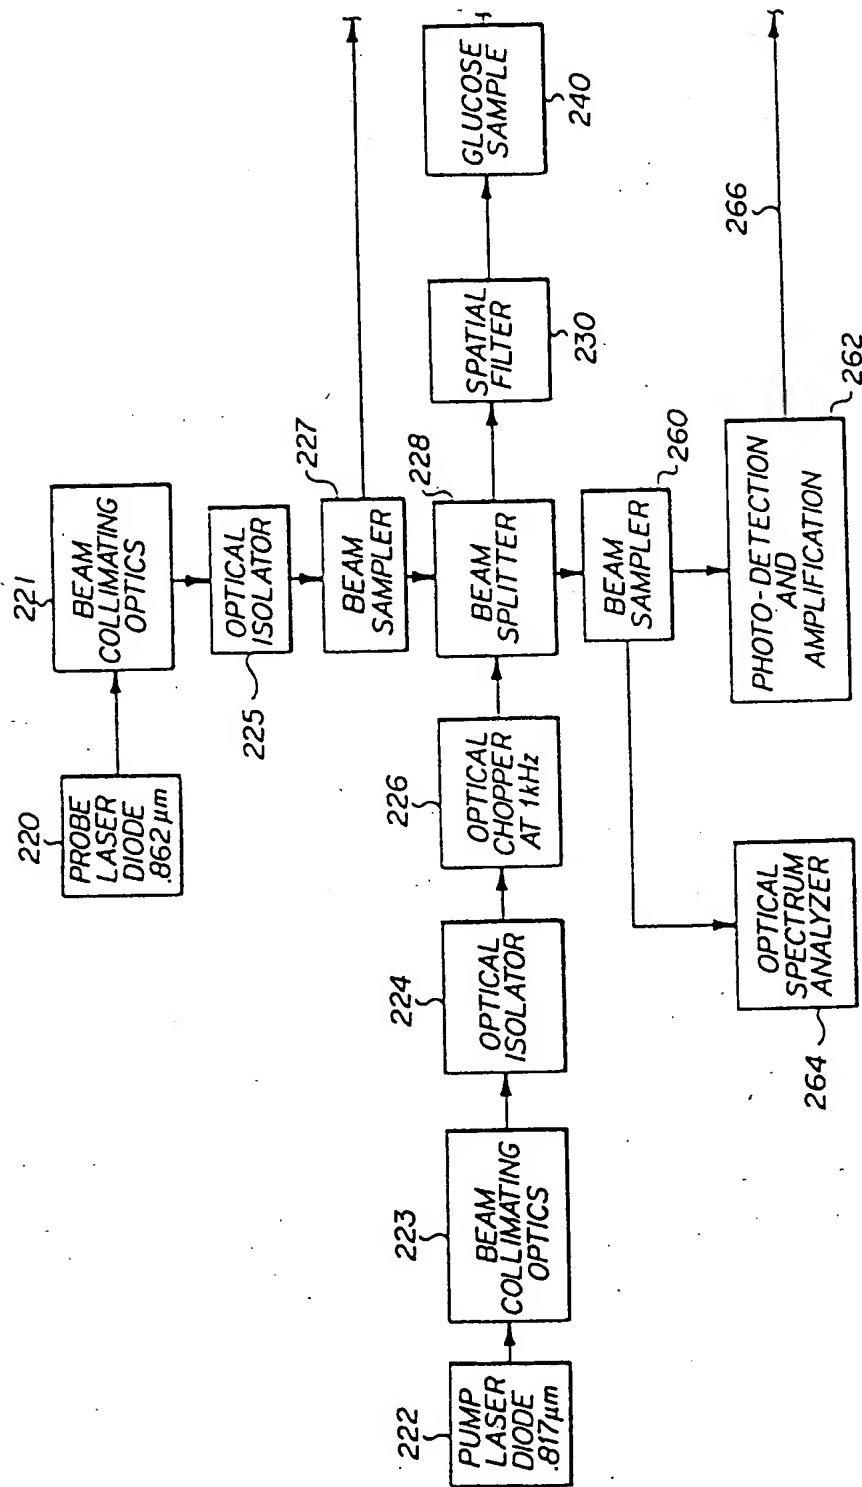 220
PROBE
LASER
DIODE
.862 µm
221
BEAM
COLLIMATING
OPTICS
OPTICAL
ISOLATOR
225
227
BEAM
SAMPLER
222
PUMP
LASER
DIODE
.817µm
223
BEAM
COLLIMATING
OPTICS
224
OPTICAL
ISOLATOR
226
OPTICAL
CHOPPER
AT 1kHz
228
BEAM
SPLITTER
SPATIAL
FILTER
230
GLUCOSE
SAMPLE
240
260
BEAM
SAMPLER
OPTICAL
SPECTRUM
ANALYZER
264
PHOTO-DETECTION
AND
AMPLIFICATION
262
266